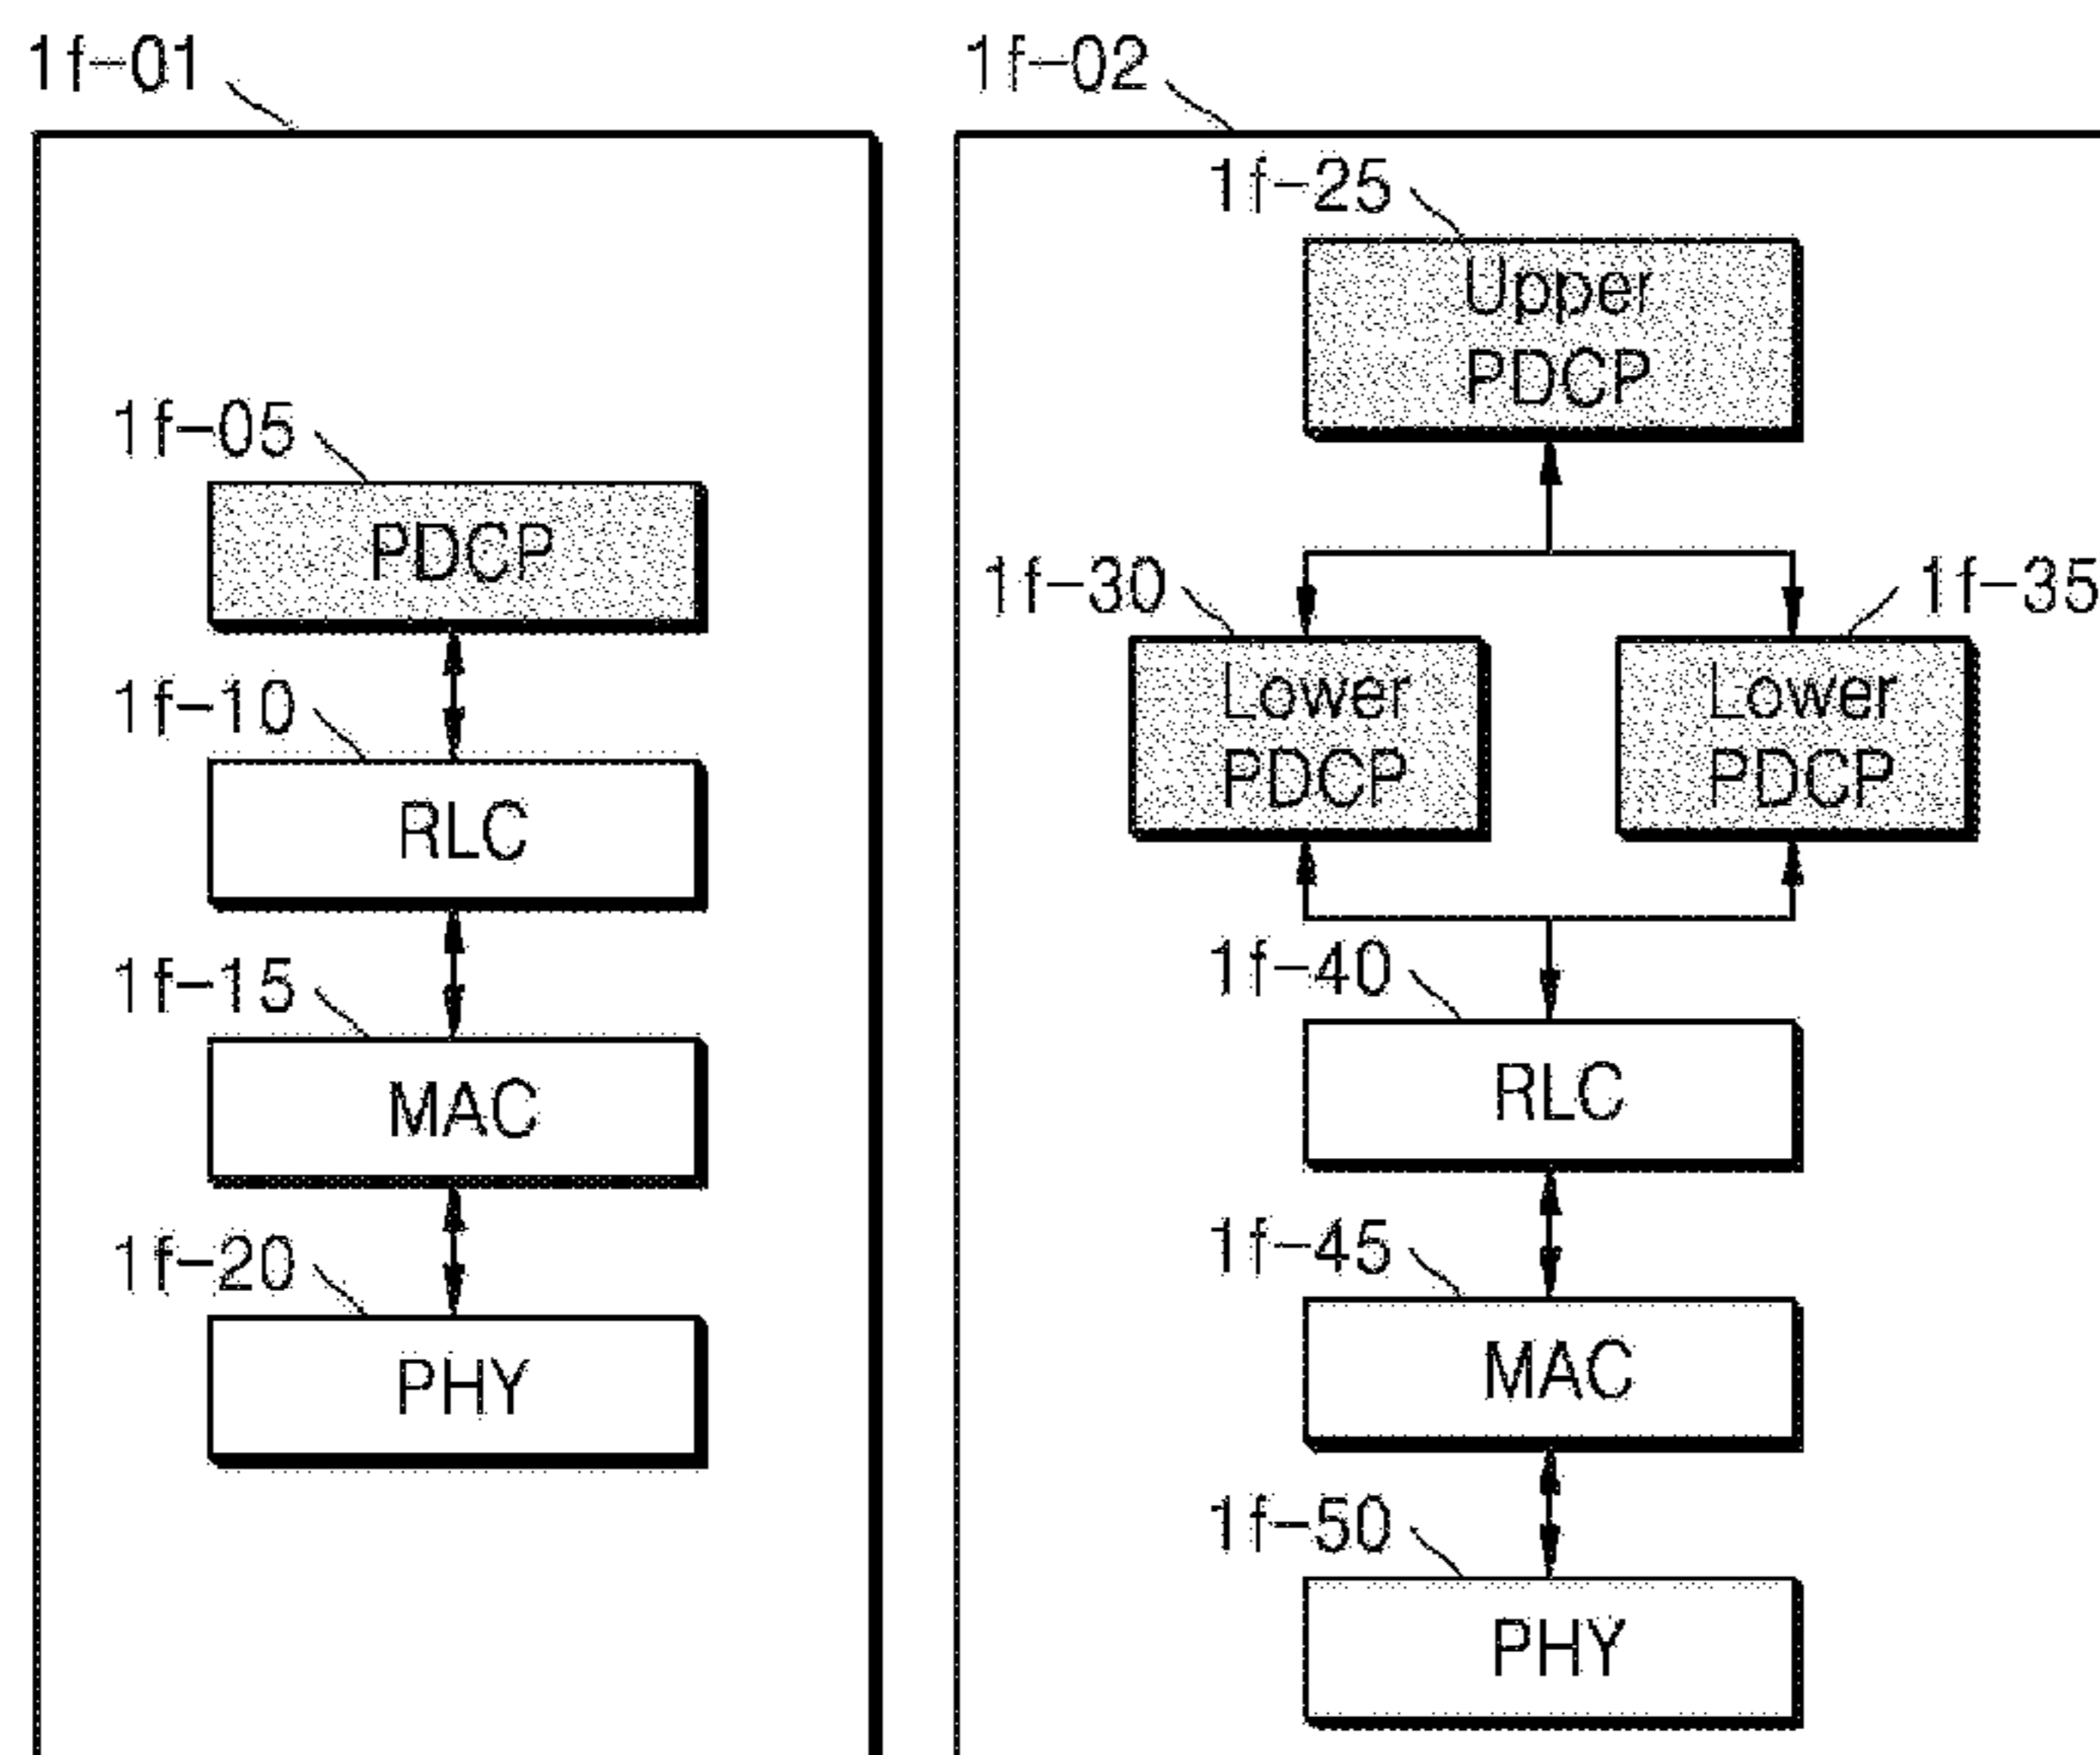 1f-01
1f-05
PDCP
1f-10
RLC
1f-15
MAC
1f-20
PHY
1f-02
1f-25
Upper
PDCP
1f-30
Lower
PDCP
1f-35
Lower
PDCP
1f-40
RLC
1f-45
MAC
1f-50
PHY